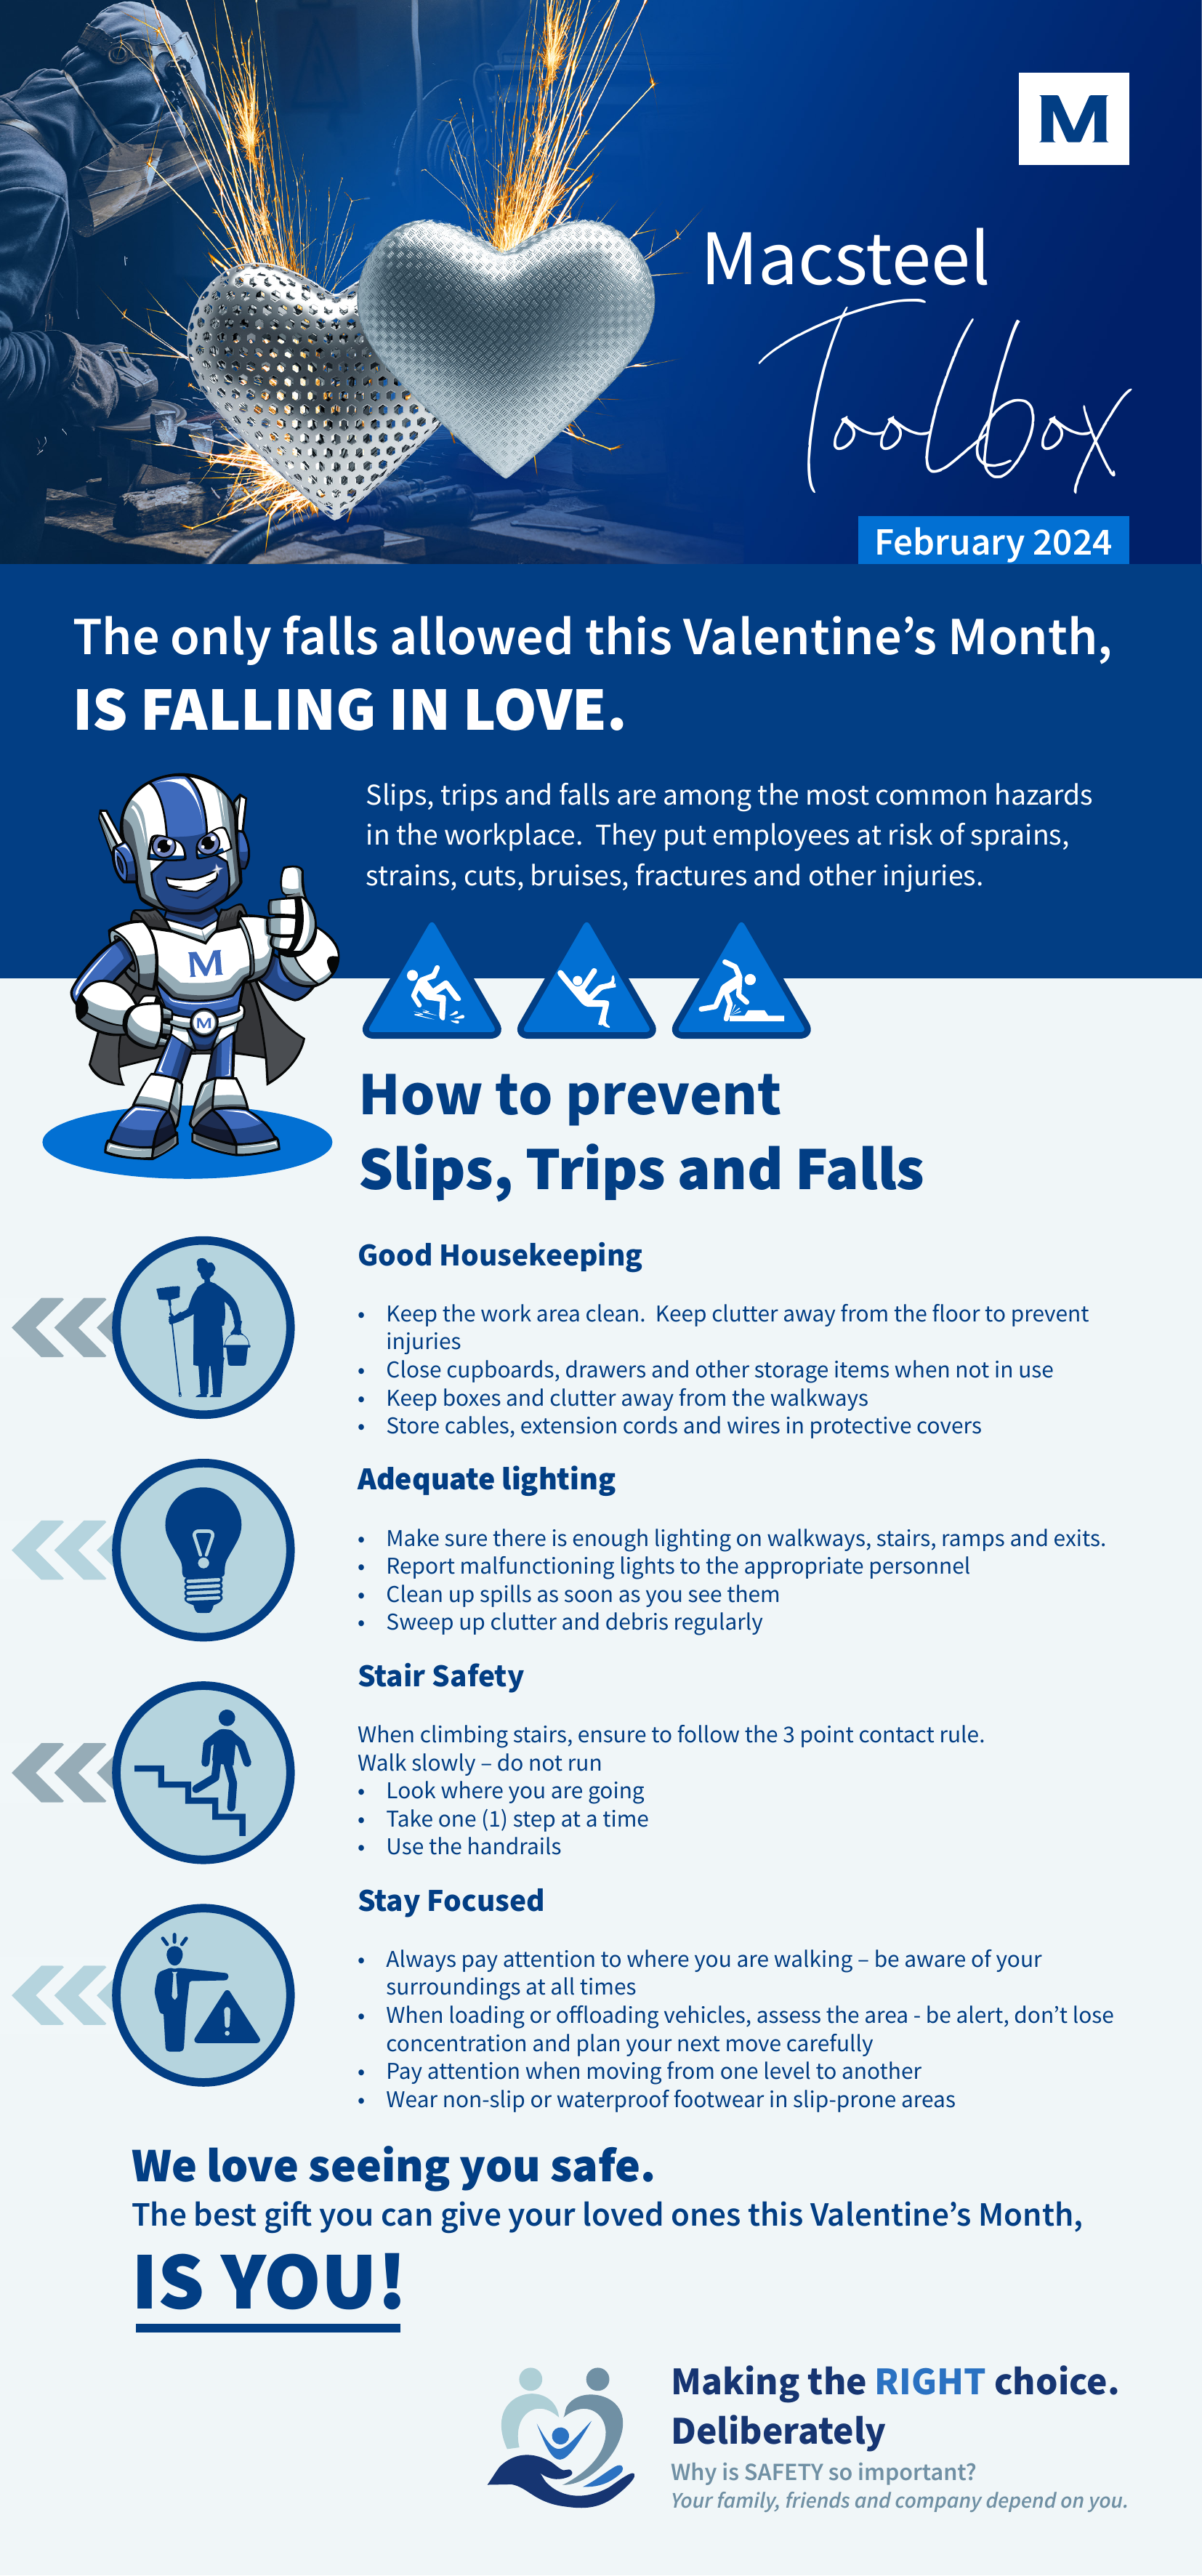 M
Macsteel
Toolbox
February 2024
The only falls allowed this Valentine's Month,
IS FALLING IN LOVE.
Slips, trips and falls are among the most common hazards
in the workplace.  They put employees at risk of sprains,
strains, cuts, bruises, fractures and other injuries.
M
M
How to prevent
Slips, Trips and Falls
Good Housekeeping
• Keep the work area clean.  Keep clutter away from the floor to prevent
injuries
• Close cupboards, drawers and other storage items when not in use
• Keep boxes and clutter away from the walkways
• Store cables, extension cords and wires in protective covers
Adequate lighting
• Make sure there is enough lighting on walkways, stairs, ramps and exits.
• Report malfunctioning lights to the appropriate personnel
• Clean up spills as soon as you see them
• Sweep up clutter and debris regularly
Stair Safety
When climbing stairs, ensure to follow the 3 point contact rule.
Walk slowly – do not run
• Look where you are going
• Take one (1) step at a time
• Use the handrails
Stay Focused
• Always pay attention to where you are walking – be aware of your
surroundings at all times
• When loading or offloading vehicles, assess the area - be alert, don't lose
concentration and plan your next move carefully
• Pay attention when moving from one level to another
• Wear non-slip or waterproof footwear in slip-prone areas
We love seeing you safe.
The best gift you can give your loved ones this Valentine's Month,
IS YOU!
Making the RIGHT choice.
Deliberately
Why is SAFETY so important?
Your family, friends and company depend on you.